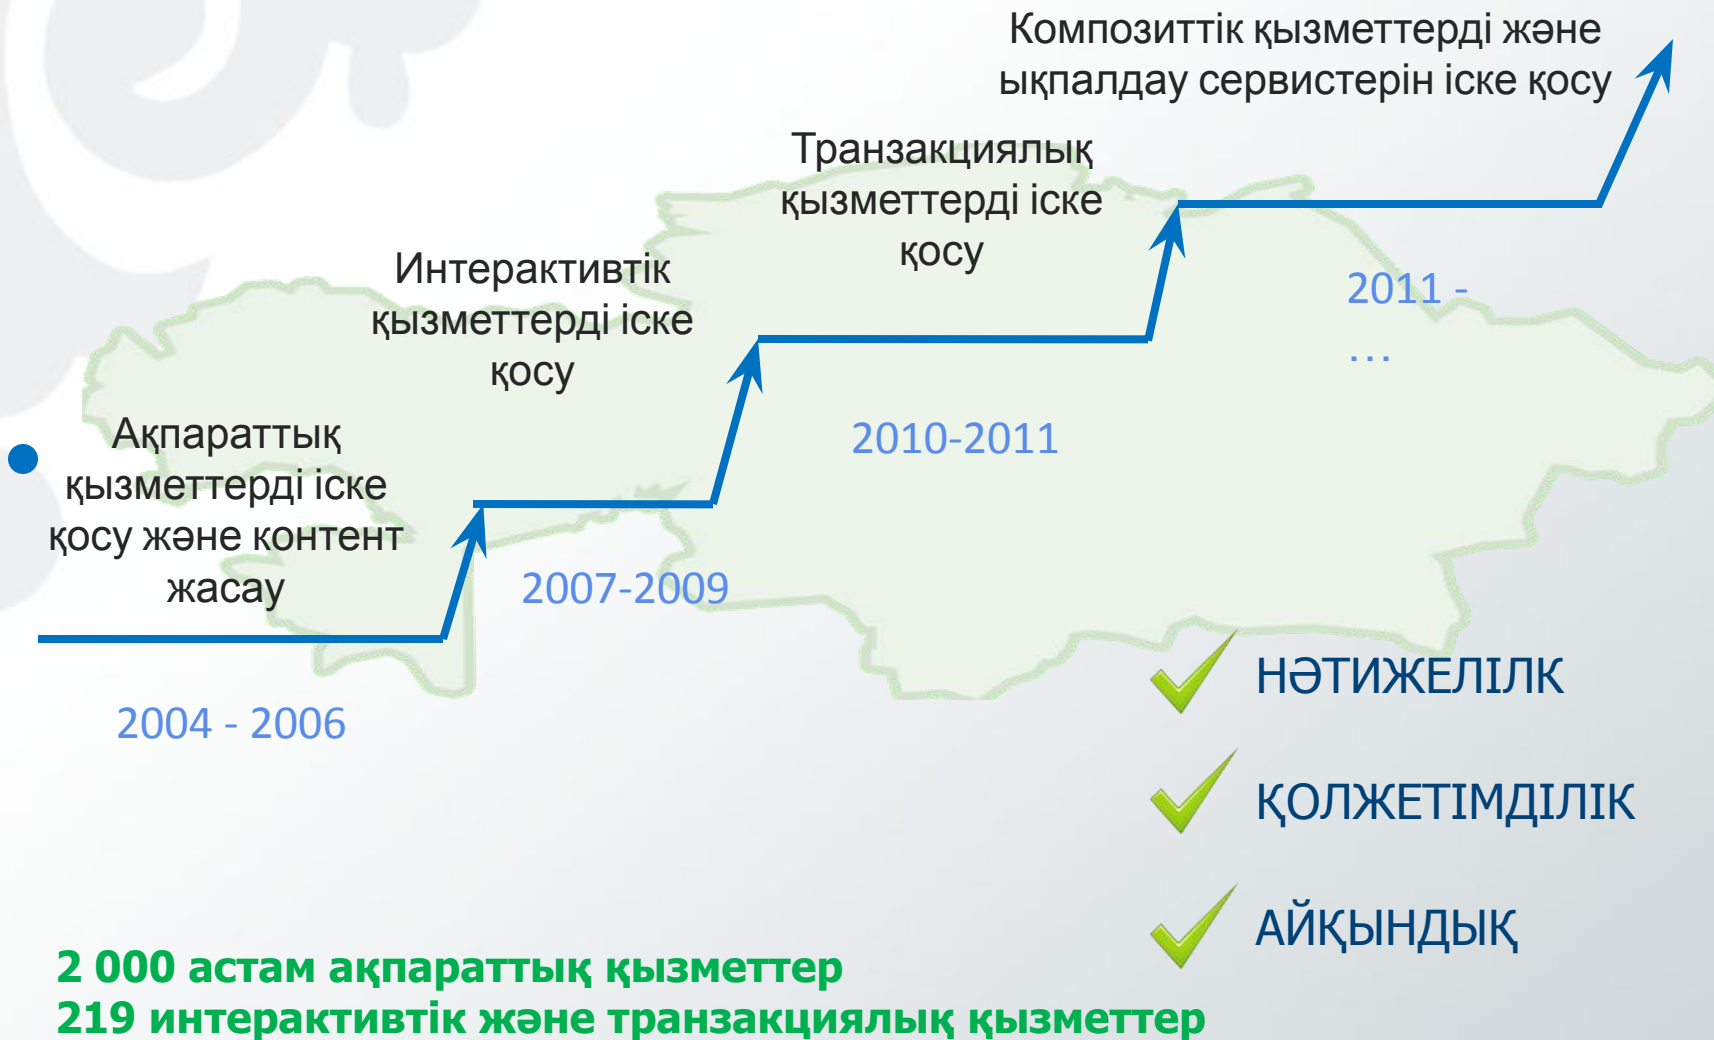 Композиттік қызметтерді және
ықпалдау сервистерін іске қосу
Транзакциялық
қызметтерді іске
қосу
2011 -
...
Интерактивтік
қызметтерді іске
қосу
2010-2011
Ақпараттық
қызметтерді іске
қосу және контент
жасау
2007-2009
2004 - 2006
НӘТИЖЕЛІЛК
ҚОЛЖЕТІМДІЛІК
АЙҚЫНДЫҚ
2 000 астам ақпараттық қызметтер
219 интерактивтік және транзакциялық қызметтер